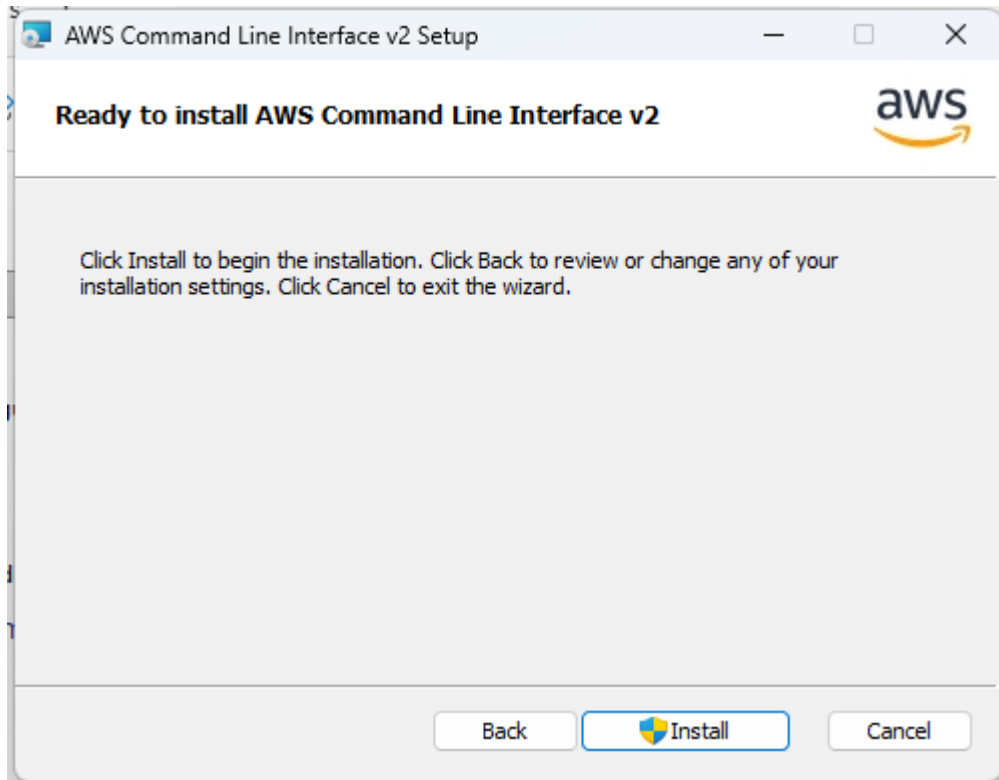 AWS Command Line Interface v2 Setup
Ready to install AWS Command Line Interface v2
aws
Click Install to begin the installation. Click Back to review or change any of your
installation settings. Click Cancel to exit the wizard.
Back
Install
Cancel